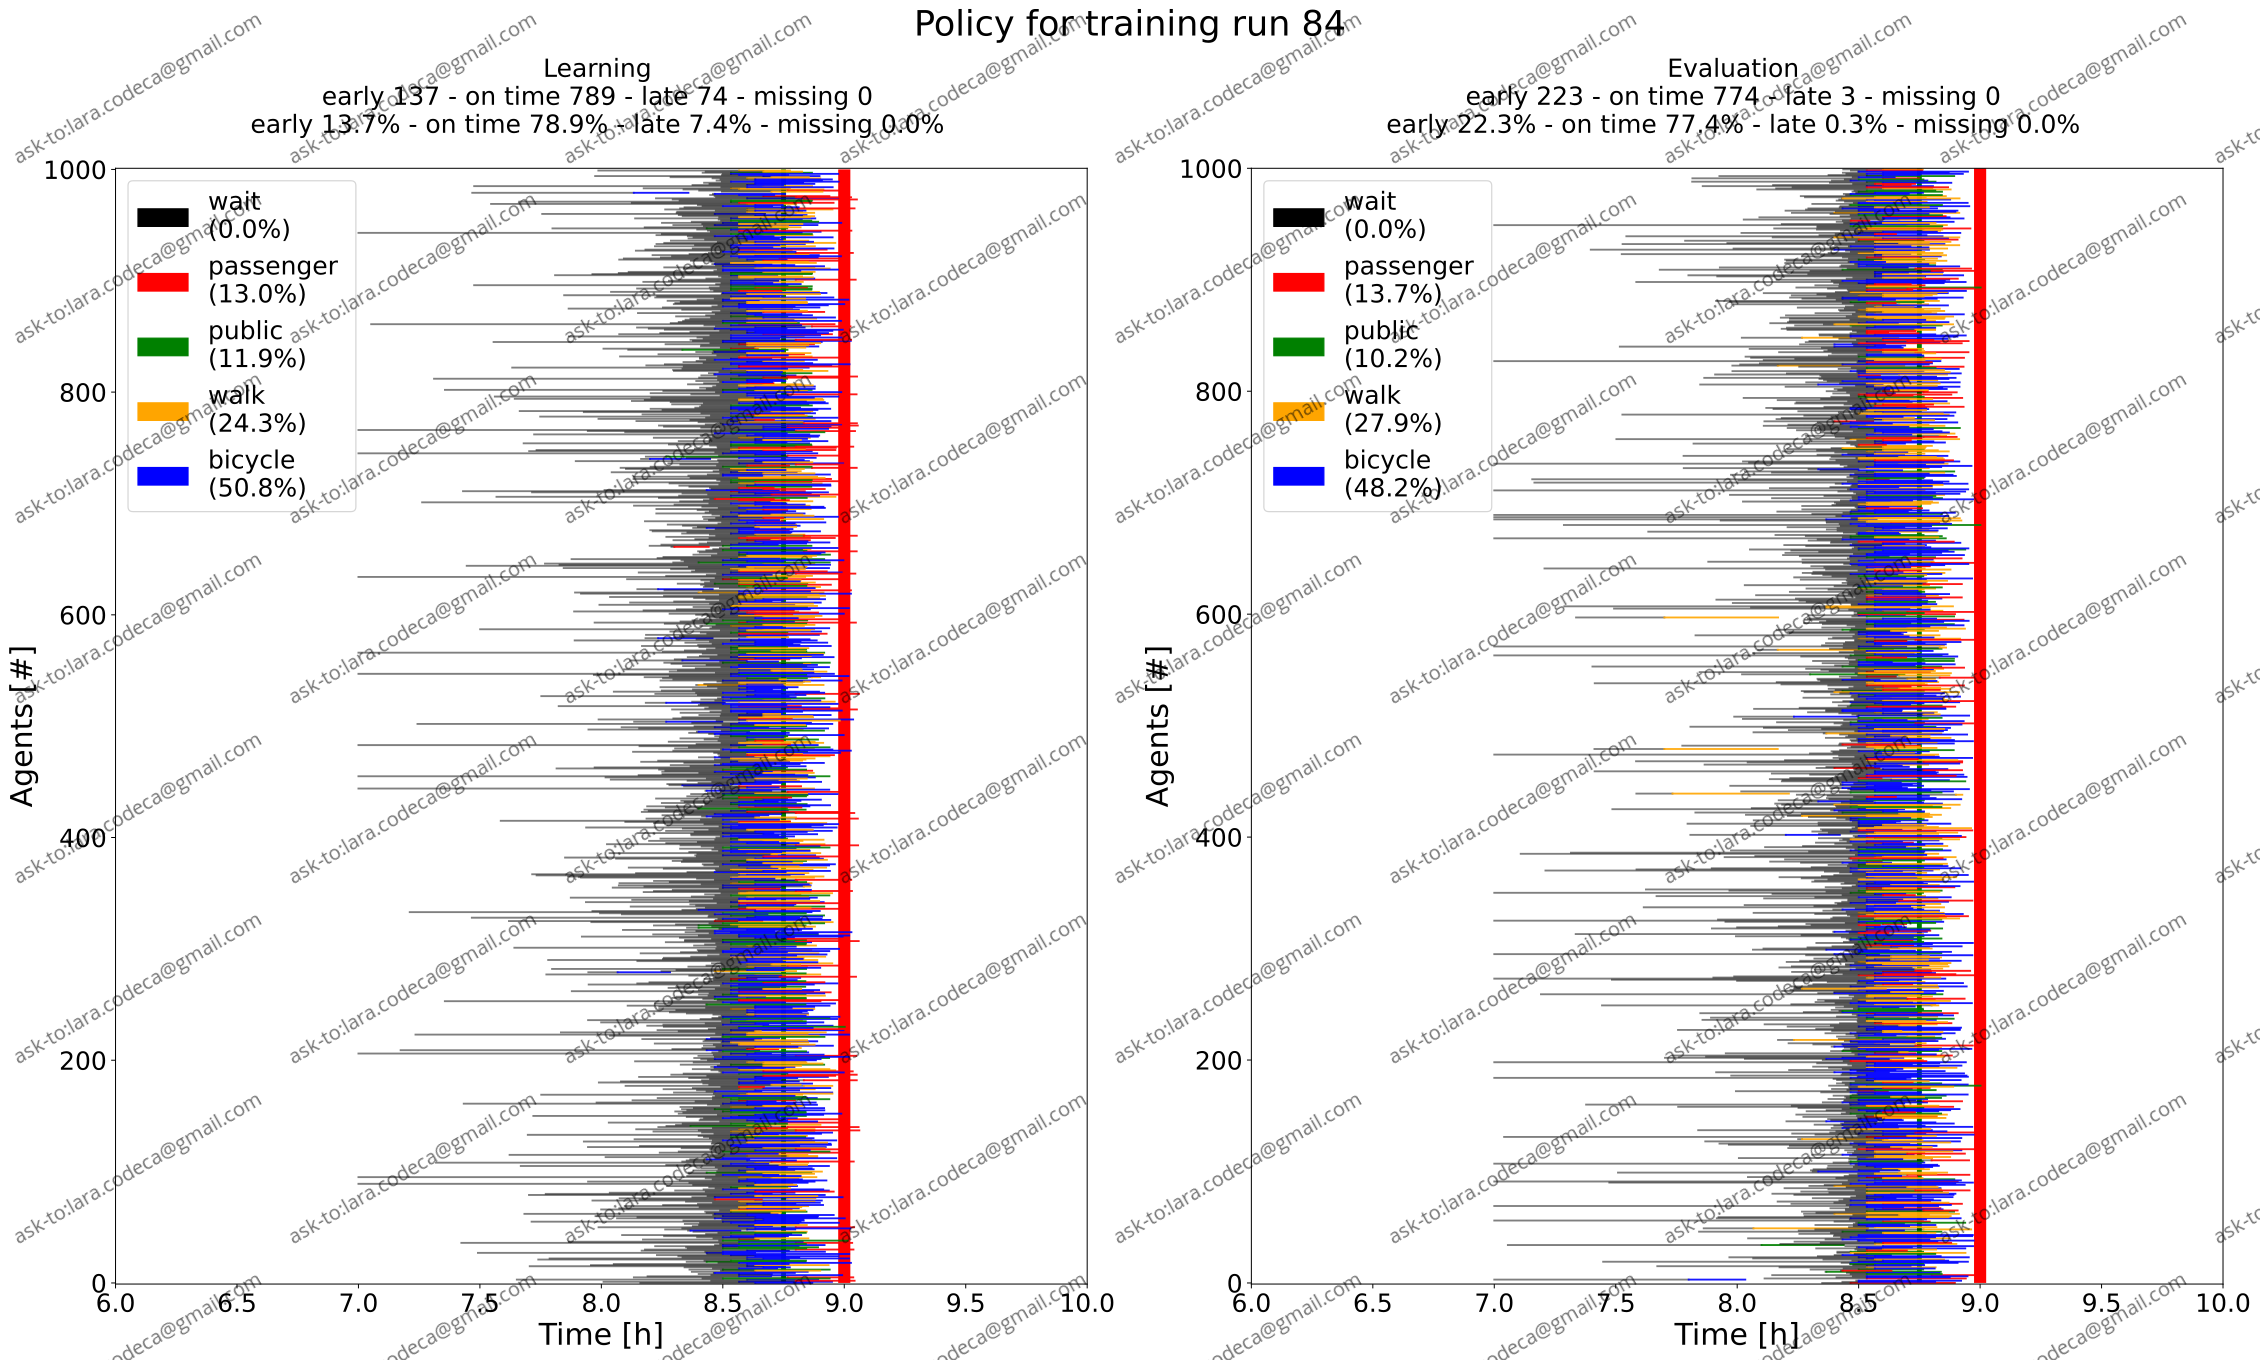 Policy for training run 84
Learning
early 137 - on time 789 - late 74 - missing 0
early 13.7% - on time 78.9% - late 7.4% - missing 0.0%
1000
800
600
400
200
0
Agents [#]
wait
(0.0%)
passenger
(13.0%)
public
(11.9%)
walk
(24.3%)
bicycle
(50.8%)
6.0 6.5 7.0 7.5 8.0 8.5 9.0 9.5 10.0
Time [h]
Evaluation
early 223 - on time 774 - late 3 - missing 0
early 22.3% - on time 77.4% - late 0.3% - missing 0.0%
1000
800
600
400
200
0
Agents [#]
wait
(0.0%)
passenger
(13.7%)
public
(10.2%)
walk
(27.9%)
bicycle
(48.2%)
6.0 6.5 7.0 7.5 8.0 8.5 9.0 9.5 10.0
Time [h]
ask-to:lara.codeca@gmail.com